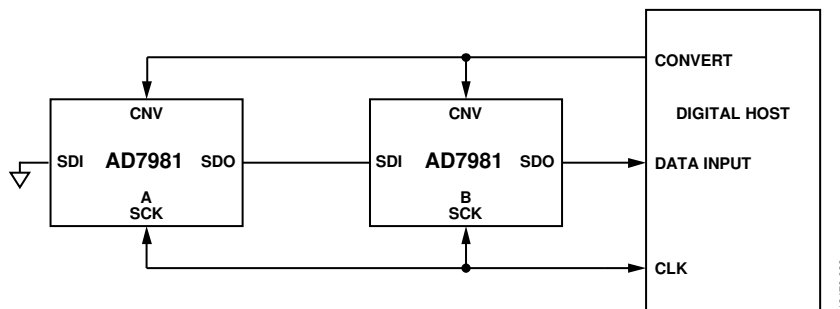 CONVERT
CNV
CNV
DIGITAL HOST
SDI AD7981 SDO
SDI AD7981 SDO
DATA INPUT
A
SCK
B
SCK
CLK